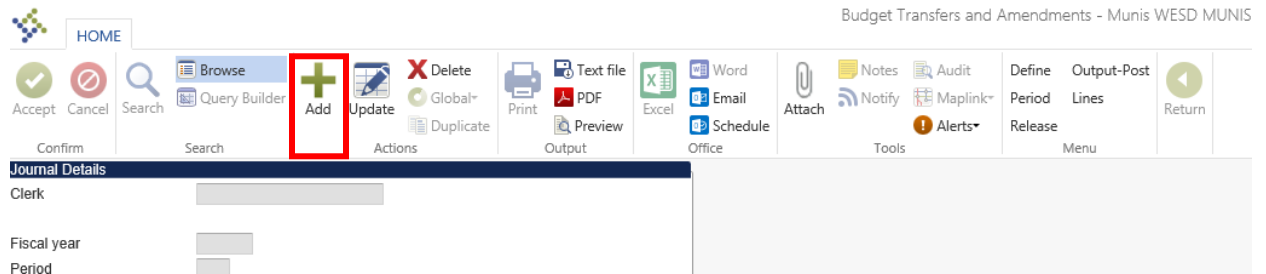 Budget Transfers and Amendments - Munis WESD MUNIS
HOME
Accept Cancel Search Browse Query Builder Add Update Delete Global Duplicate Print Text file PDF Preview Excel Word Email Schedule Attach Notes Notify Audit Maplink Alerts Define Period Release Output-Post Lines Return
Confirm Search Actions Output Office Tools Menu
Journal Details
Clerk
Fiscal year
Period